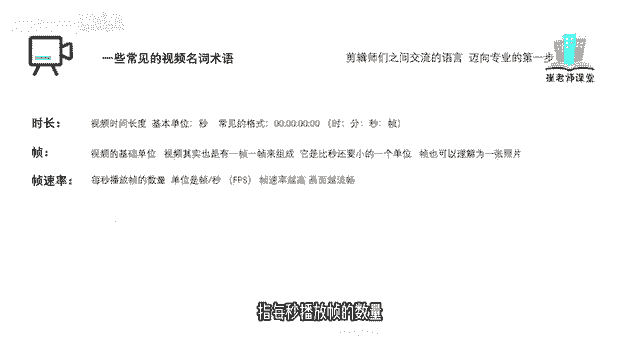 一些常见的视频名词术语
剪辑师们之间交流的语言 迈向专业的第一步
崔老师课堂
时长: 视频时间长度 基本单位: 秒 常见的格式: 00:00:00:00 (时: 分: 秒: 帧)
帧: 视频的基础单位 视频其实也是有一帧一帧来组成 它是比秒还要小的一个单位 帧也可以理解为一张照片
帧速率: 每秒播放帧的数量 单位是帧/秒 (FPS) 帧速率越高 画面越流畅
指每秒播放帧的数量